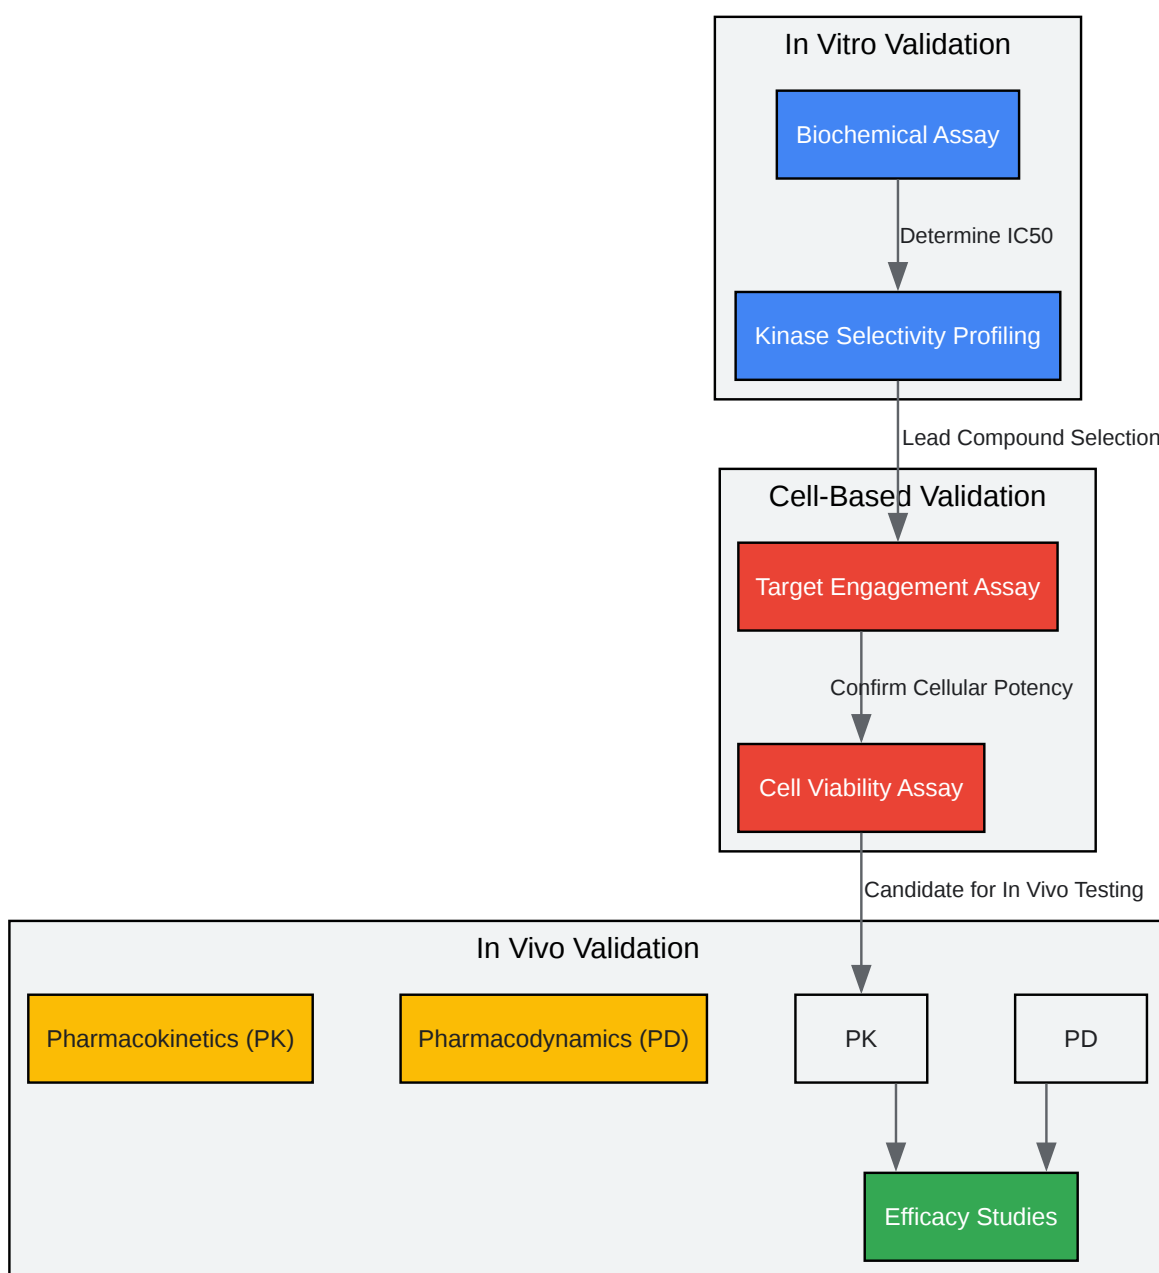 In Vitro Validation
Biochemical Assay
Determine IC50
Kinase Selectivity Profiling
Lead Compound Selection
Cell-Based Validation
Target Engagement Assay
Confirm Cellular Potency
Cell Viability Assay
Candidate for In Vivo Testing
In Vivo Validation
Pharmacokinetics (PK)
Pharmacodynamics (PD)
PK
PD
Efficacy Studies